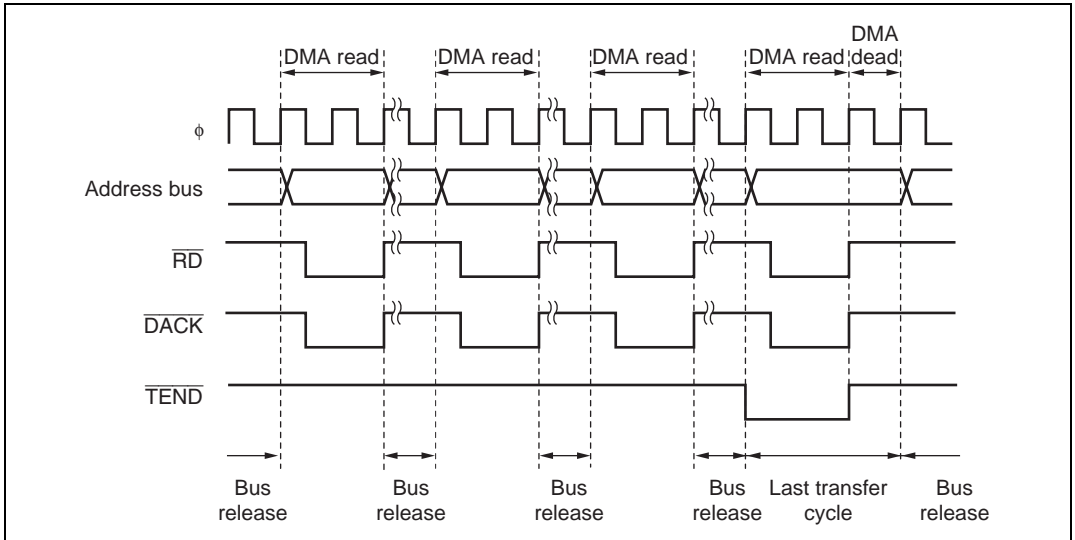 DMA read
DMA read
DMA read
DMA read
DMA
dead
ϕ
Address bus
RD
DACK
TEND
Bus
release
Bus
release
Bus
release
Bus
release
Last transfer
cycle
Bus
release